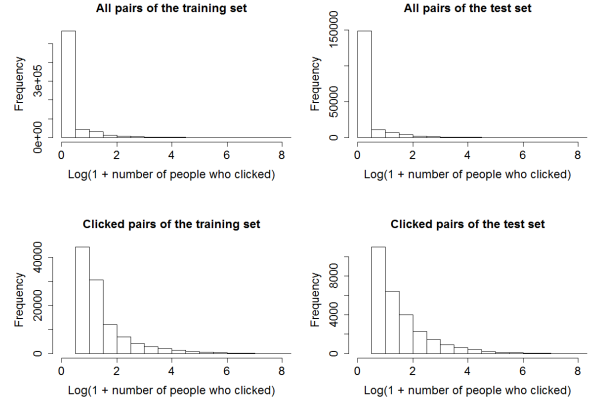 All pairs of the training set
Frequency
0e+00 3e+05
0 2 4 6 8
Log(1 + number of people who clicked)
All pairs of the test set
Frequency
0 50000 150000
0 2 4 6 8
Log(1 + number of people who clicked)
Clicked pairs of the training set
Frequency
0 20000 40000
0 2 4 6 8
Log(1 + number of people who clicked)
Clicked pairs of the test set
Frequency
0 4000 8000
0 2 4 6 8
Log(1 + number of people who clicked)